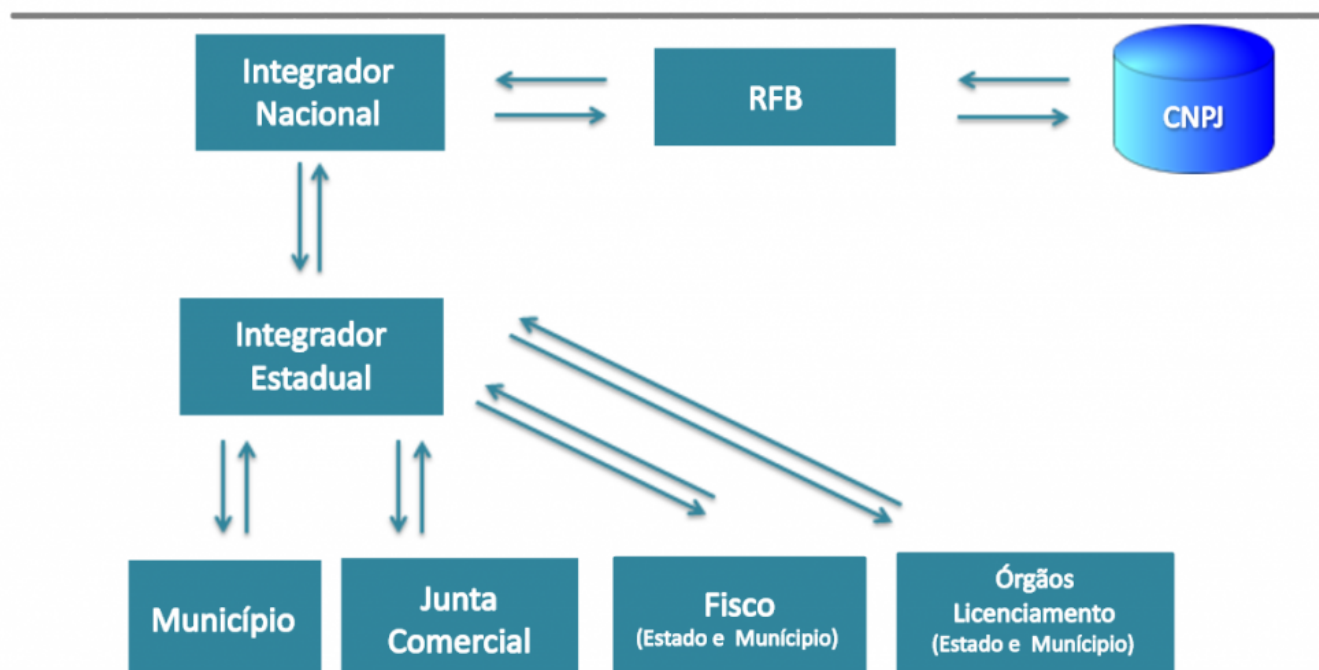 Integrador
Nacional
RFB
CNPJ
Integrador
Estadual
Município
Junta
Comercial
Fisco
(Estado e Munícipio)
Órgãos
Licenciamento
(Estado e Munícipio)